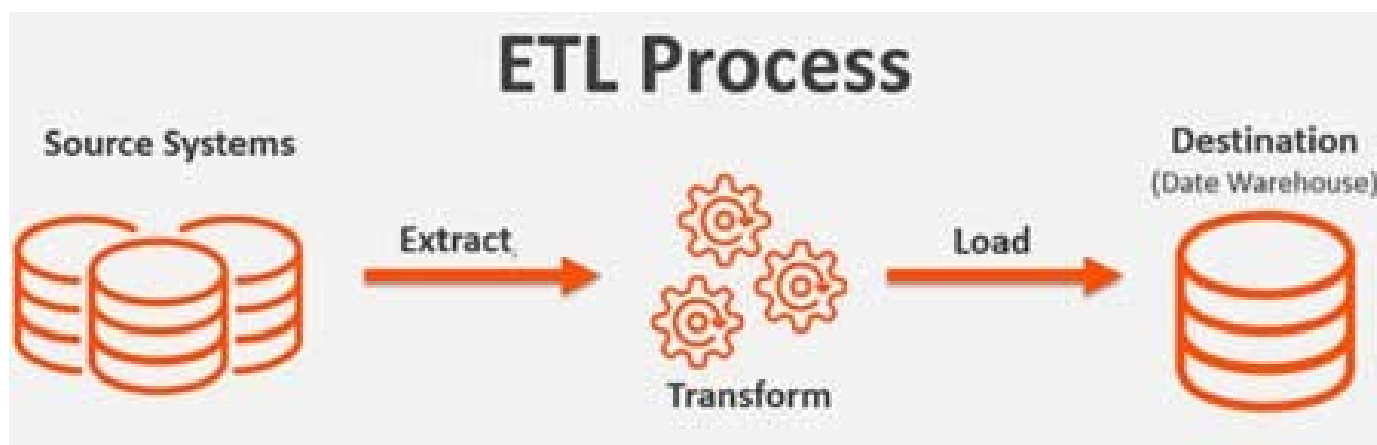 ETL Process
Source Systems
Extract
Transform
Load
Destination
(Date Warehouse)